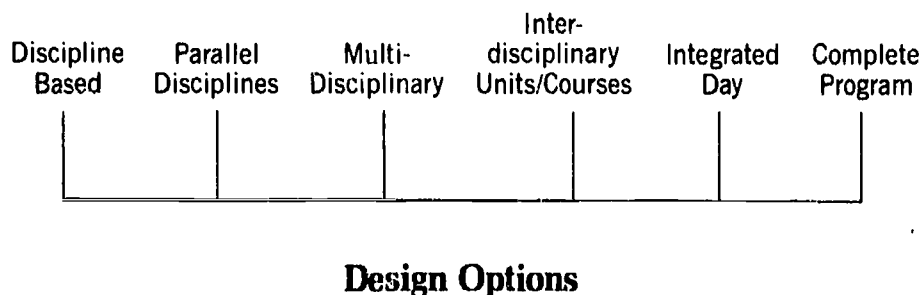 Discipline
Based
Parallel
Disciplines
Multi-
Disciplinary
Inter-
disciplinary
Units/Courses
Integrated
Day
Complete
Program
Design Options